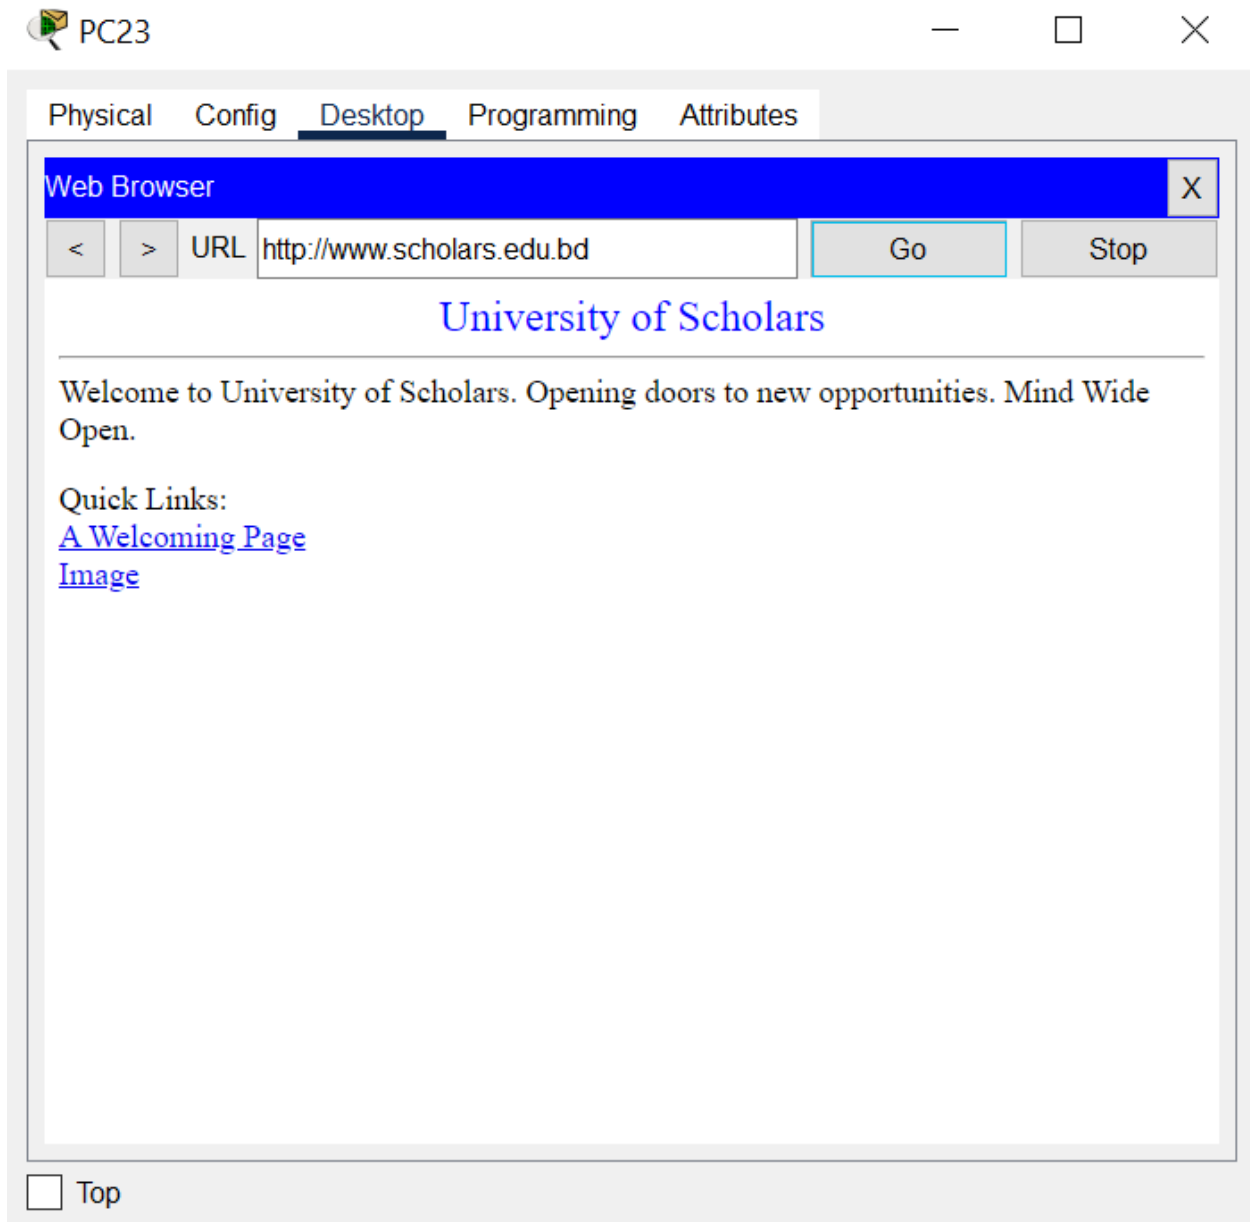 PC23
Physical Config Desktop Programming Attributes
Web Browser X
< > URL http://www.scholars.edu.bd Go Stop
University of Scholars
Welcome to University of Scholars. Opening doors to new opportunities. Mind Wide
Open.
Quick Links:
A Welcoming Page
Image
Top